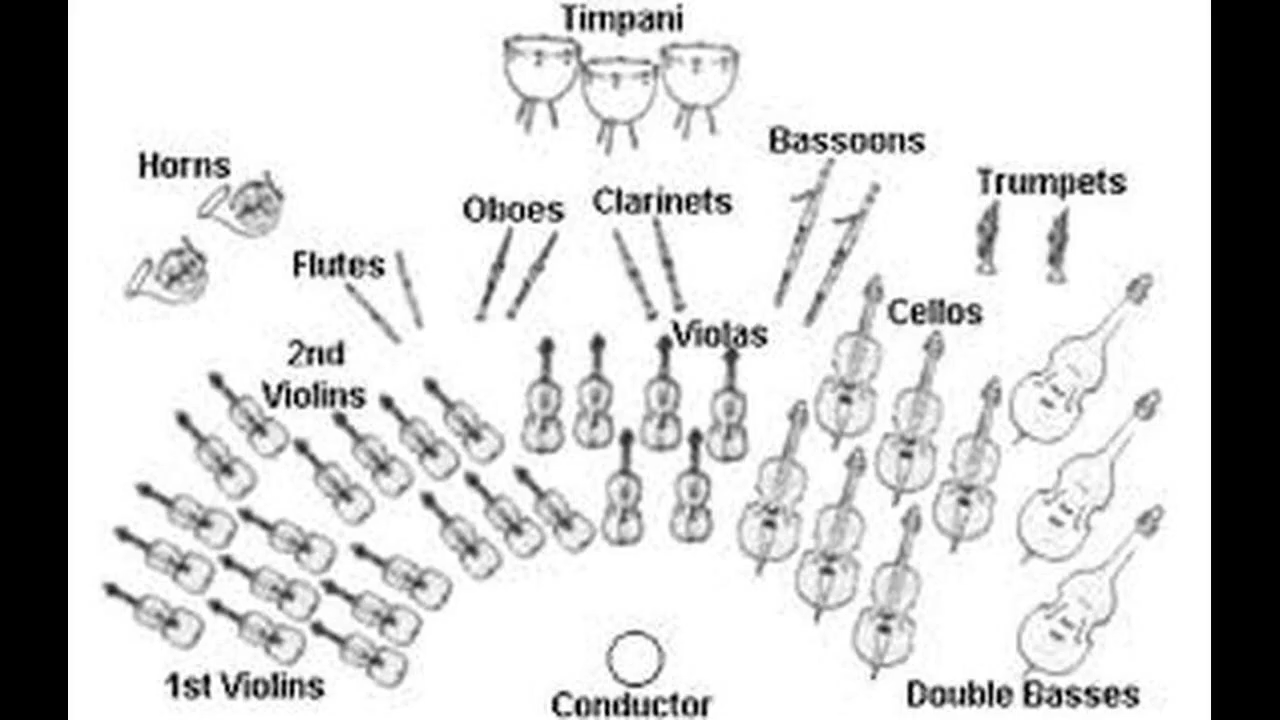 Timpani
Bassoons
Horns
Trumpets
Oboes
Clarinets
Flutes
Cellos
Violas
2nd
Violins
1st Violins
Double Basses
Conductor